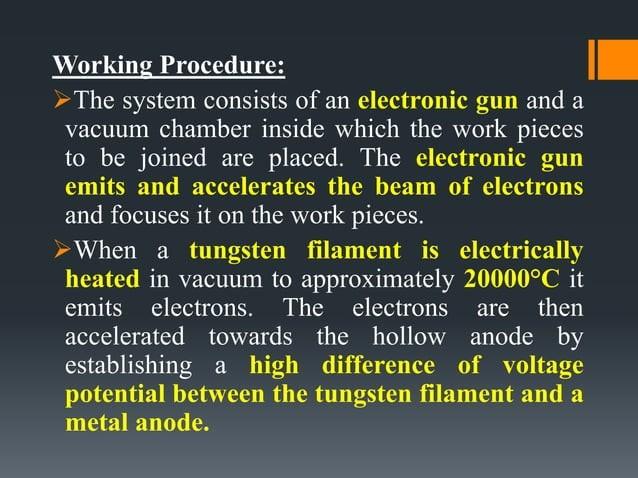 Working Procedure:
➢The system consists of an electronic gun and a
vacuum chamber inside which the work pieces
to be joined are placed. The electronic gun
emits and accelerates the beam of electrons
and focuses it on the work pieces.
➢When a tungsten filament is electrically
heated in vacuum to approximately 20000°C it
emits electrons. The electrons are then
accelerated towards the hollow anode by
establishing a high difference of voltage
potential between the tungsten filament and a
metal anode.